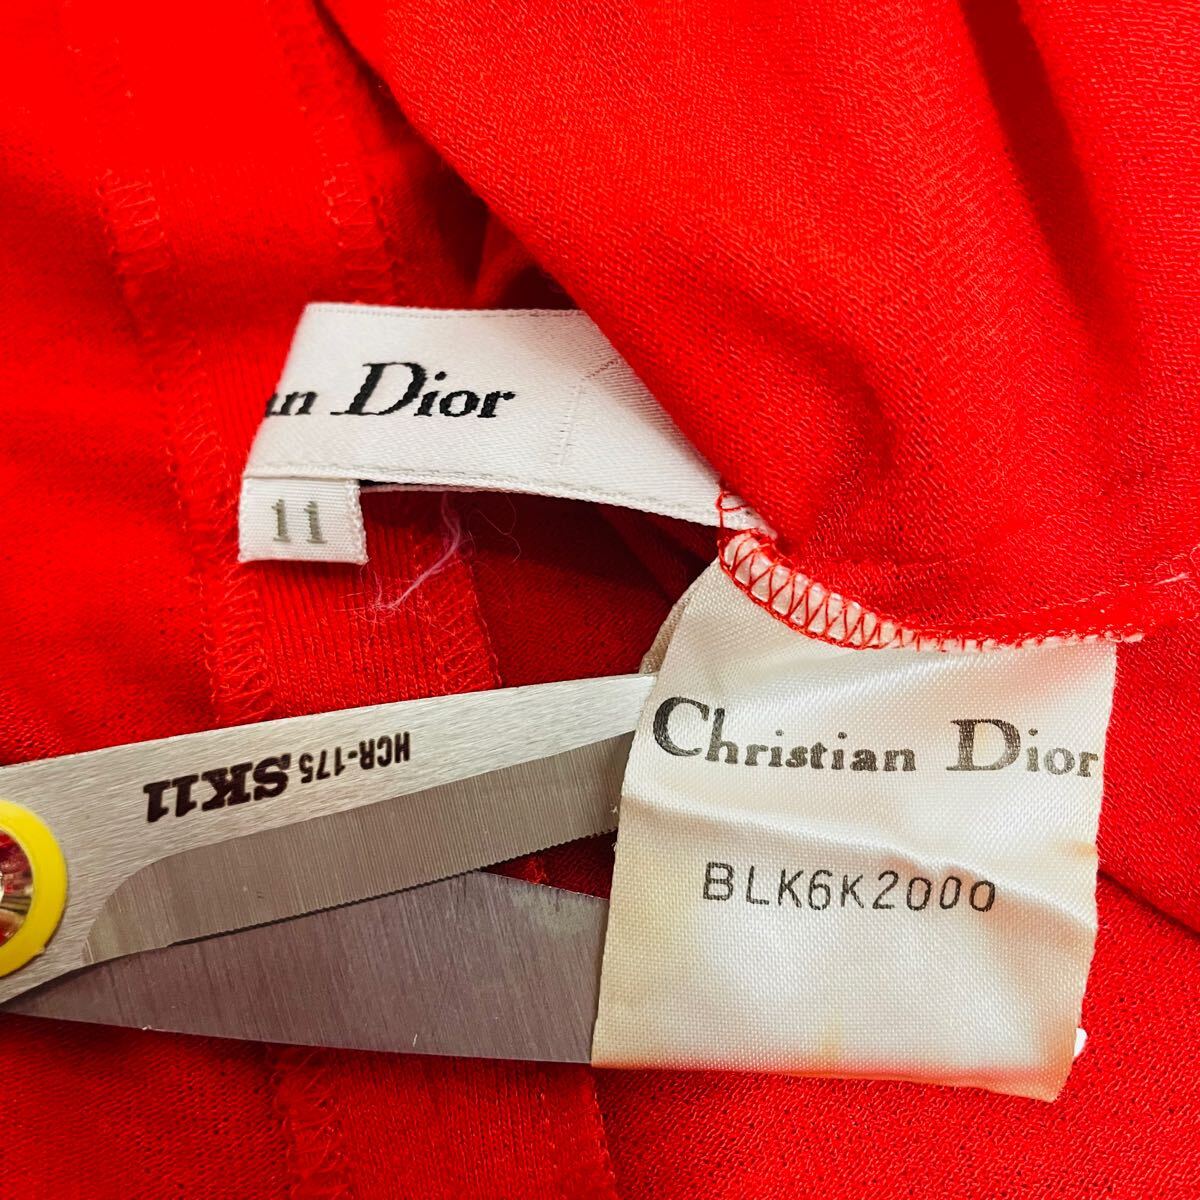 an Dior
11
HCR-175 SK11
Christian Dior
BLK6K2000